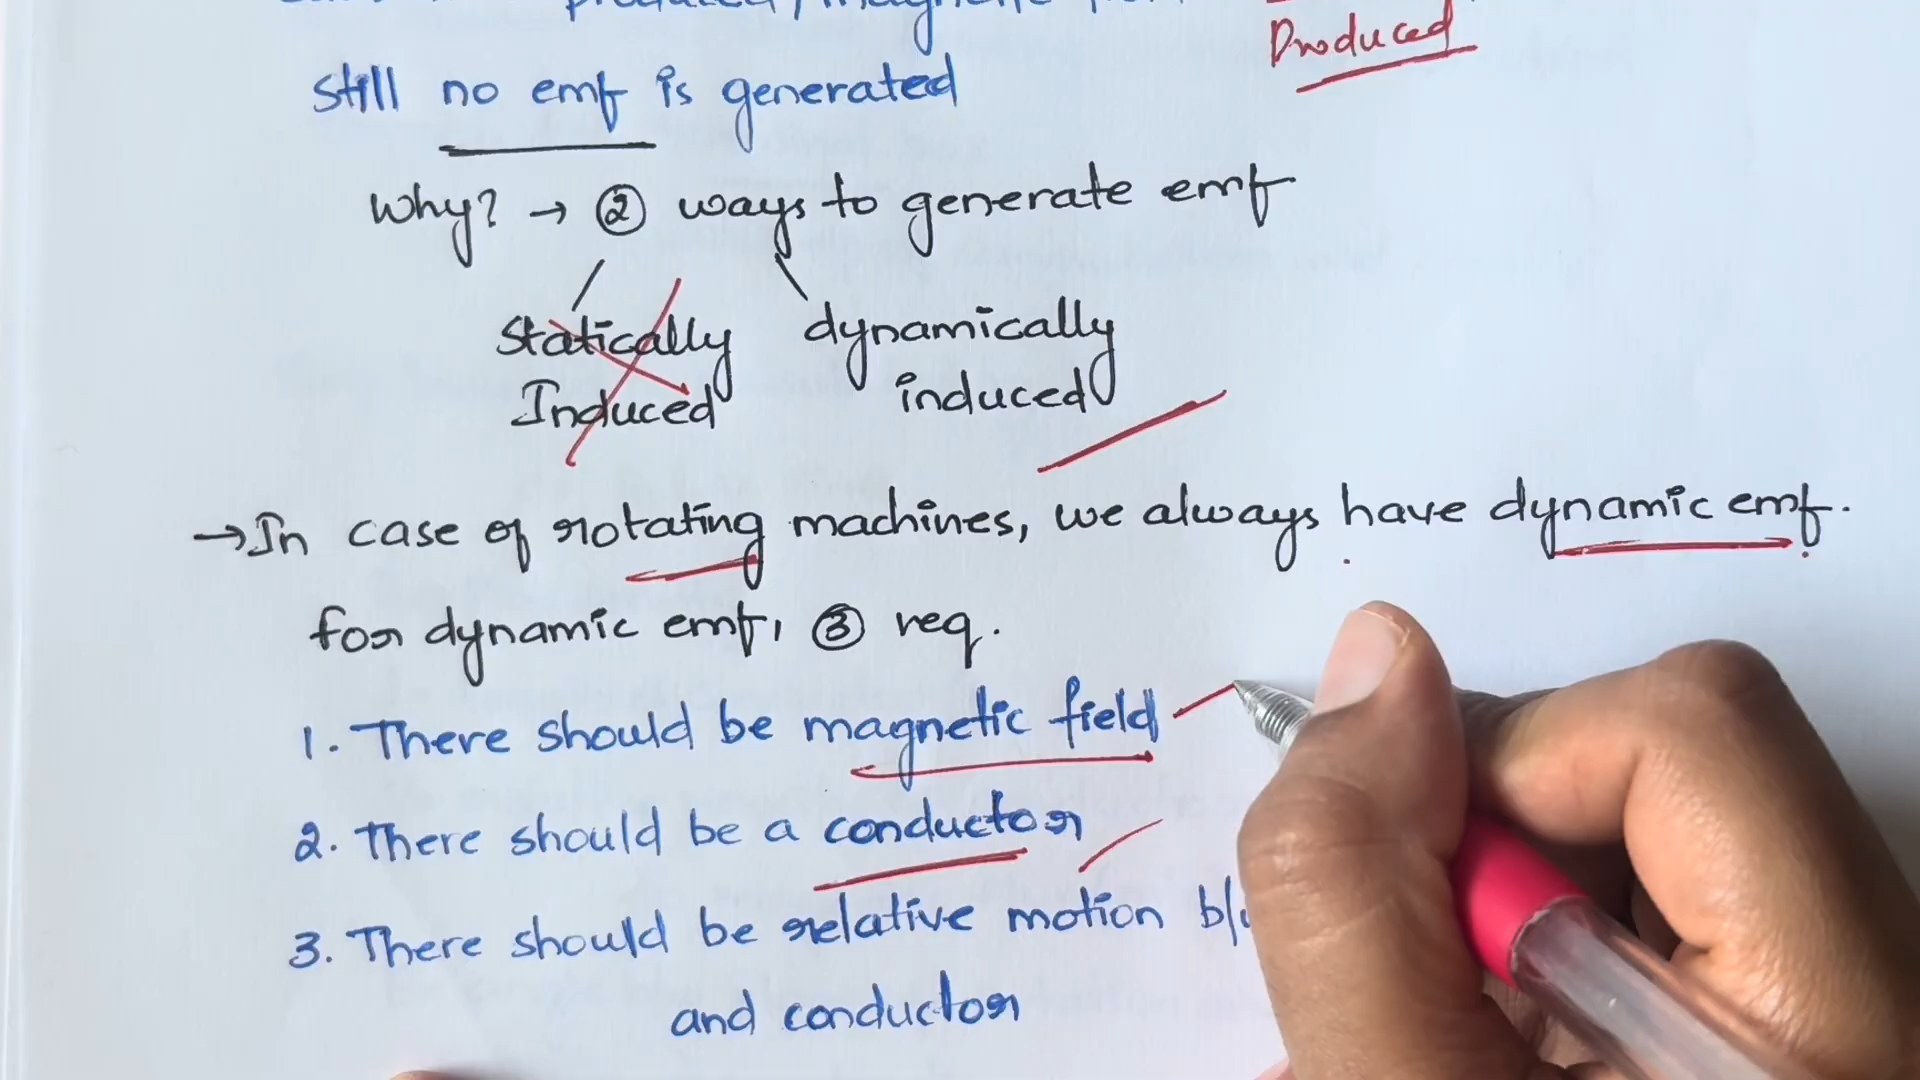 Produced
still no emf is generated
Why? → ② ways to generate emf
Statically dynamically
Induced induced
→ In case of rotating machines, we always have dynamic emf.
for dynamic emf, ③ req.
1. There should be magnetic field
2. There should be a conductor
3. There should be relative motion b/
and conductor